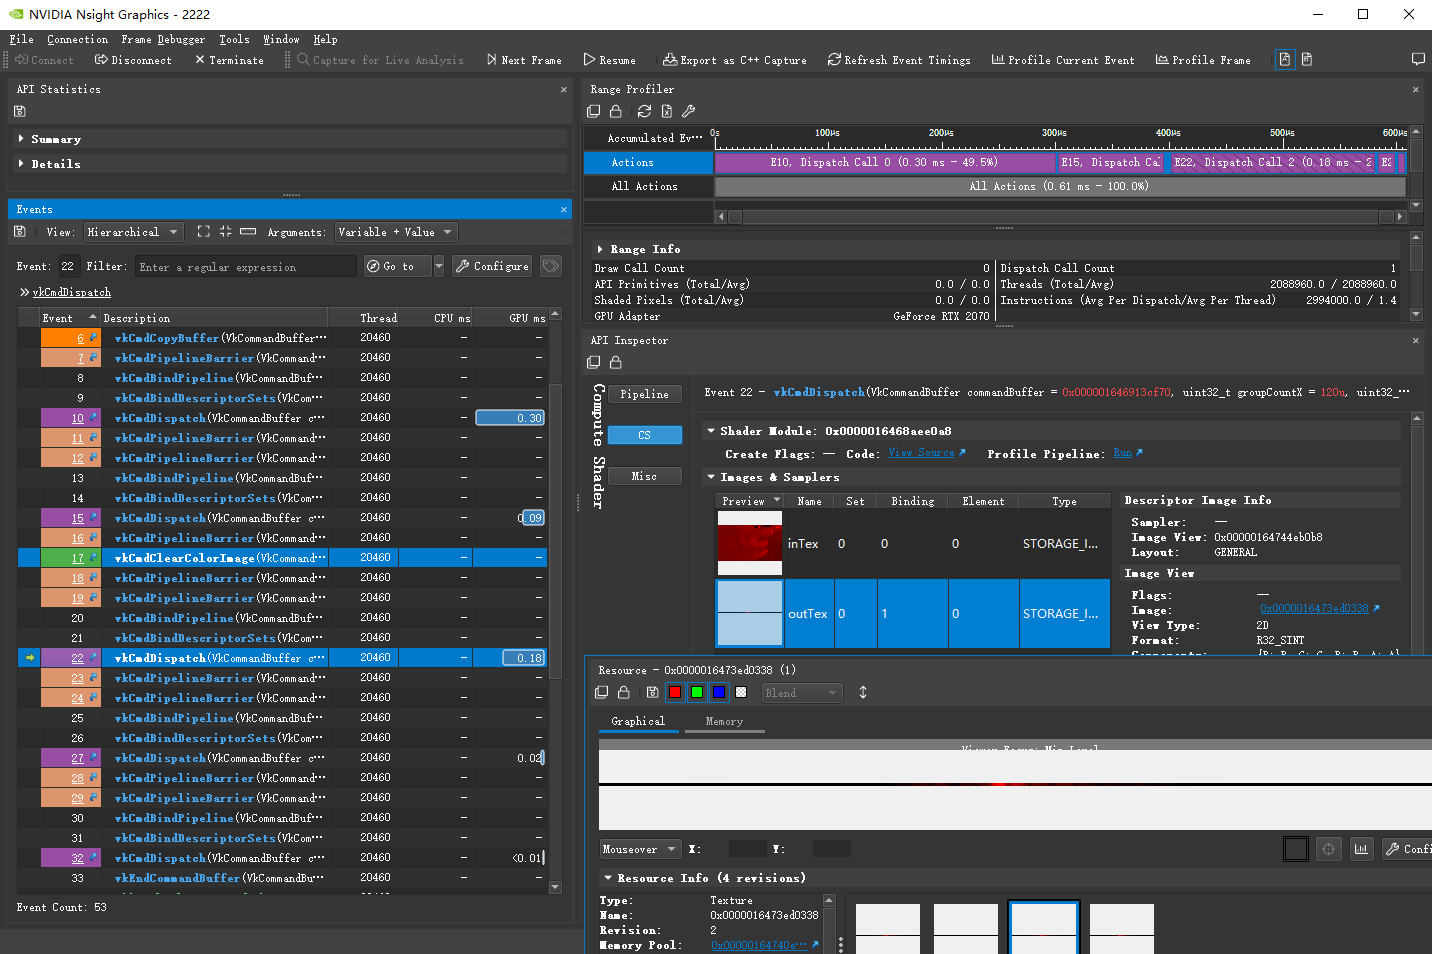 NVIDIA Nsight Graphics - 2222
File Connection Frame Debugger Tools Window Help
Connect Disconnect Terminate Capture for Live Analysis Next Frame Resume Export as C++ Capture Refresh Event Timings Profile Current Event Profile Frame
API Statistics
Summary
Details
Events
View: Hierarchical Arguments: Variable + Value
Event: 22 Filter: Enter a regular expression Go to Configure
vkCmdDispatch
Event Description Thread CPU ms GPU ms
6 vkCmdCopyBuffer(VkCommandBuffer··· 20460 — —
7 vkCmdPipelineBarrier(VkCommand··· 20460 — —
8 vkCmdBindPipeline(VkCommandBuf··· 20460 — —
9 vkCmdBindDescriptorSets(VkCom··· 20460 — —
10 vkCmdDispatch(VkCommandBuffer c··· 20460 — 0.30
11 vkCmdPipelineBarrier(VkCommand··· 20460 — —
12 vkCmdPipelineBarrier(VkCommand··· 20460 — —
13 vkCmdBindPipeline(VkCommandBuf··· 20460 — —
14 vkCmdBindDescriptorSets(VkCom··· 20460 — —
15 vkCmdDispatch(VkCommandBuffer c··· 20460 — 0.09
16 vkCmdPipelineBarrier(VkCommand··· 20460 — —
17 vkCmdClearColorImage(VkCommand··· 20460 — —
18 vkCmdPipelineBarrier(VkCommand··· 20460 — —
19 vkCmdPipelineBarrier(VkCommand··· 20460 — —
20 vkCmdBindPipeline(VkCommandBuf··· 20460 — —
21 vkCmdBindDescriptorSets(VkCom··· 20460 — —
22 vkCmdDispatch(VkCommandBuffer c··· 20460 — 0.18
23 vkCmdPipelineBarrier(VkCommand··· 20460 — —
24 vkCmdPipelineBarrier(VkCommand··· 20460 — —
25 vkCmdBindPipeline(VkCommandBuf··· 20460 — —
26 vkCmdBindDescriptorSets(VkCom··· 20460 — —
27 vkCmdDispatch(VkCommandBuffer c··· 20460 — 0.02
28 vkCmdPipelineBarrier(VkCommand··· 20460 — —
29 vkCmdPipelineBarrier(VkCommand··· 20460 — —
30 vkCmdBindPipeline(VkCommandBuf··· 20460 — —
31 vkCmdBindDescriptorSets(VkCom··· 20460 — —
32 vkCmdDispatch(VkCommandBuffer c··· 20460 — <0.01
33 vkEndCommandBuffer(VkCommandBu··· 20460 — —
Event Count: 53
Range Profiler
Accumulated Ev··· 0s 100µs 200µs 300µs 400µs 500µs 600µs
Actions E10, Dispatch Call 0 (0.30 ms - 49.5%) E15, Dispatch Ca E22, Dispatch Call 2 (0.18 ms - 2 E2
All Actions All Actions (0.61 ms - 100.0%)
Range Info
Draw Call Count 0 Dispatch Call Count 1
API Primitives (Total/Avg) 0.0 / 0.0 Threads (Total/Avg) 2088960.0 / 2088960.0
Shaded Pixels (Total/Avg) 0.0 / 0.0 Instructions (Avg Per Dispatch/Avg Per Thread) 2994000.0 / 1.4
GPU Adapter GeForce RTX 2070
API Inspector
Compute Shader
Pipeline
CS
Misc
Event 22 - vkCmdDispatch(VkCommandBuffer commandBuffer = 0x000001646913cf70, uint32_t groupCountX = 120u, uint32_···
Shader Module: 0x0000016468aee0a8
Create Flags: — Code: View Source Profile Pipeline: Run
Images & Samplers
Preview Name Set Binding Element Type
inTex 0 0 0 STORAGE_I...
outTex 0 1 0 STORAGE_I...
Descriptor Image Info
Sampler: —
Image View: 0x00000164744eb0b8
Layout: GENERAL
Image View
Flags: —
Image: 0x0000016473ed0338
View Type: 2D
Format: R32_SINT
Resource - 0x0000016473ed0338 (1)
Blend
Graphical Memory
Mouseover X: Y: Confi
Resource Info (4 revisions)
Type: Texture
Name: 0x0000016473ed0338
Revision: 2
Memory Pool: 0x00000164740e···